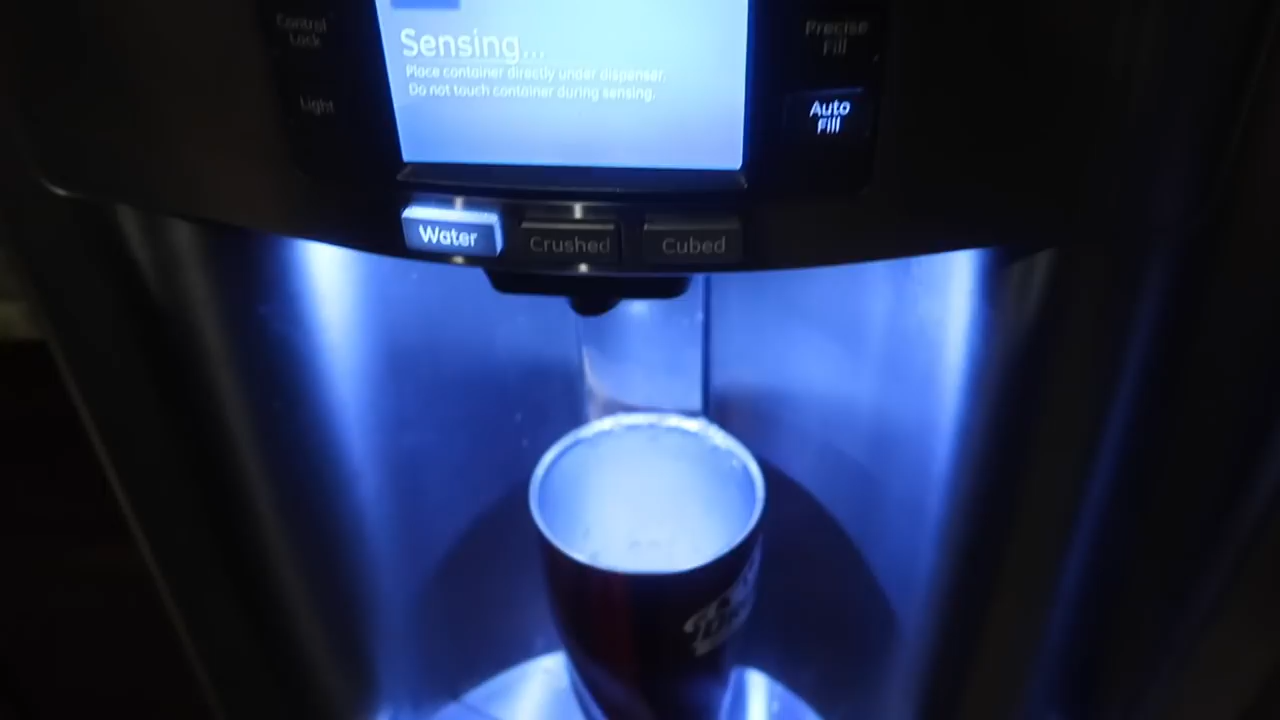 Control
Lock
Light
Sensing...
Place container directly under dispenser.
Do not touch container during sensing.
Precise
Fill
Auto
Fill
Water
Crushed
Cubed